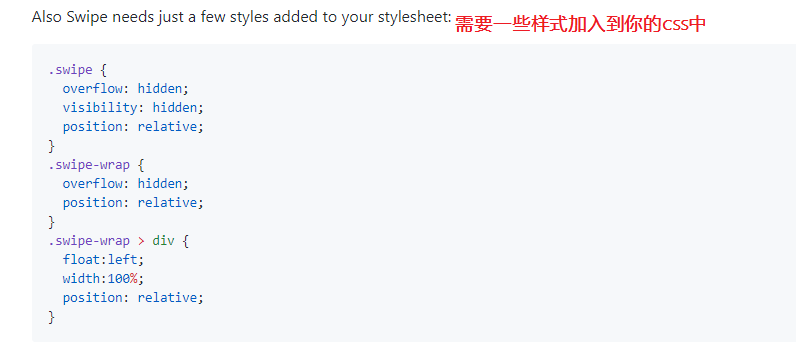 Also Swipe needs just a few styles added to your stylesheet: 需要一些样式加入到你的css中
.swipe {
  overflow: hidden;
  visibility: hidden;
  position: relative;
}
.swipe-wrap {
  overflow: hidden;
  position: relative;
}
.swipe-wrap > div {
  float:left;
  width:100%;
  position: relative;
}